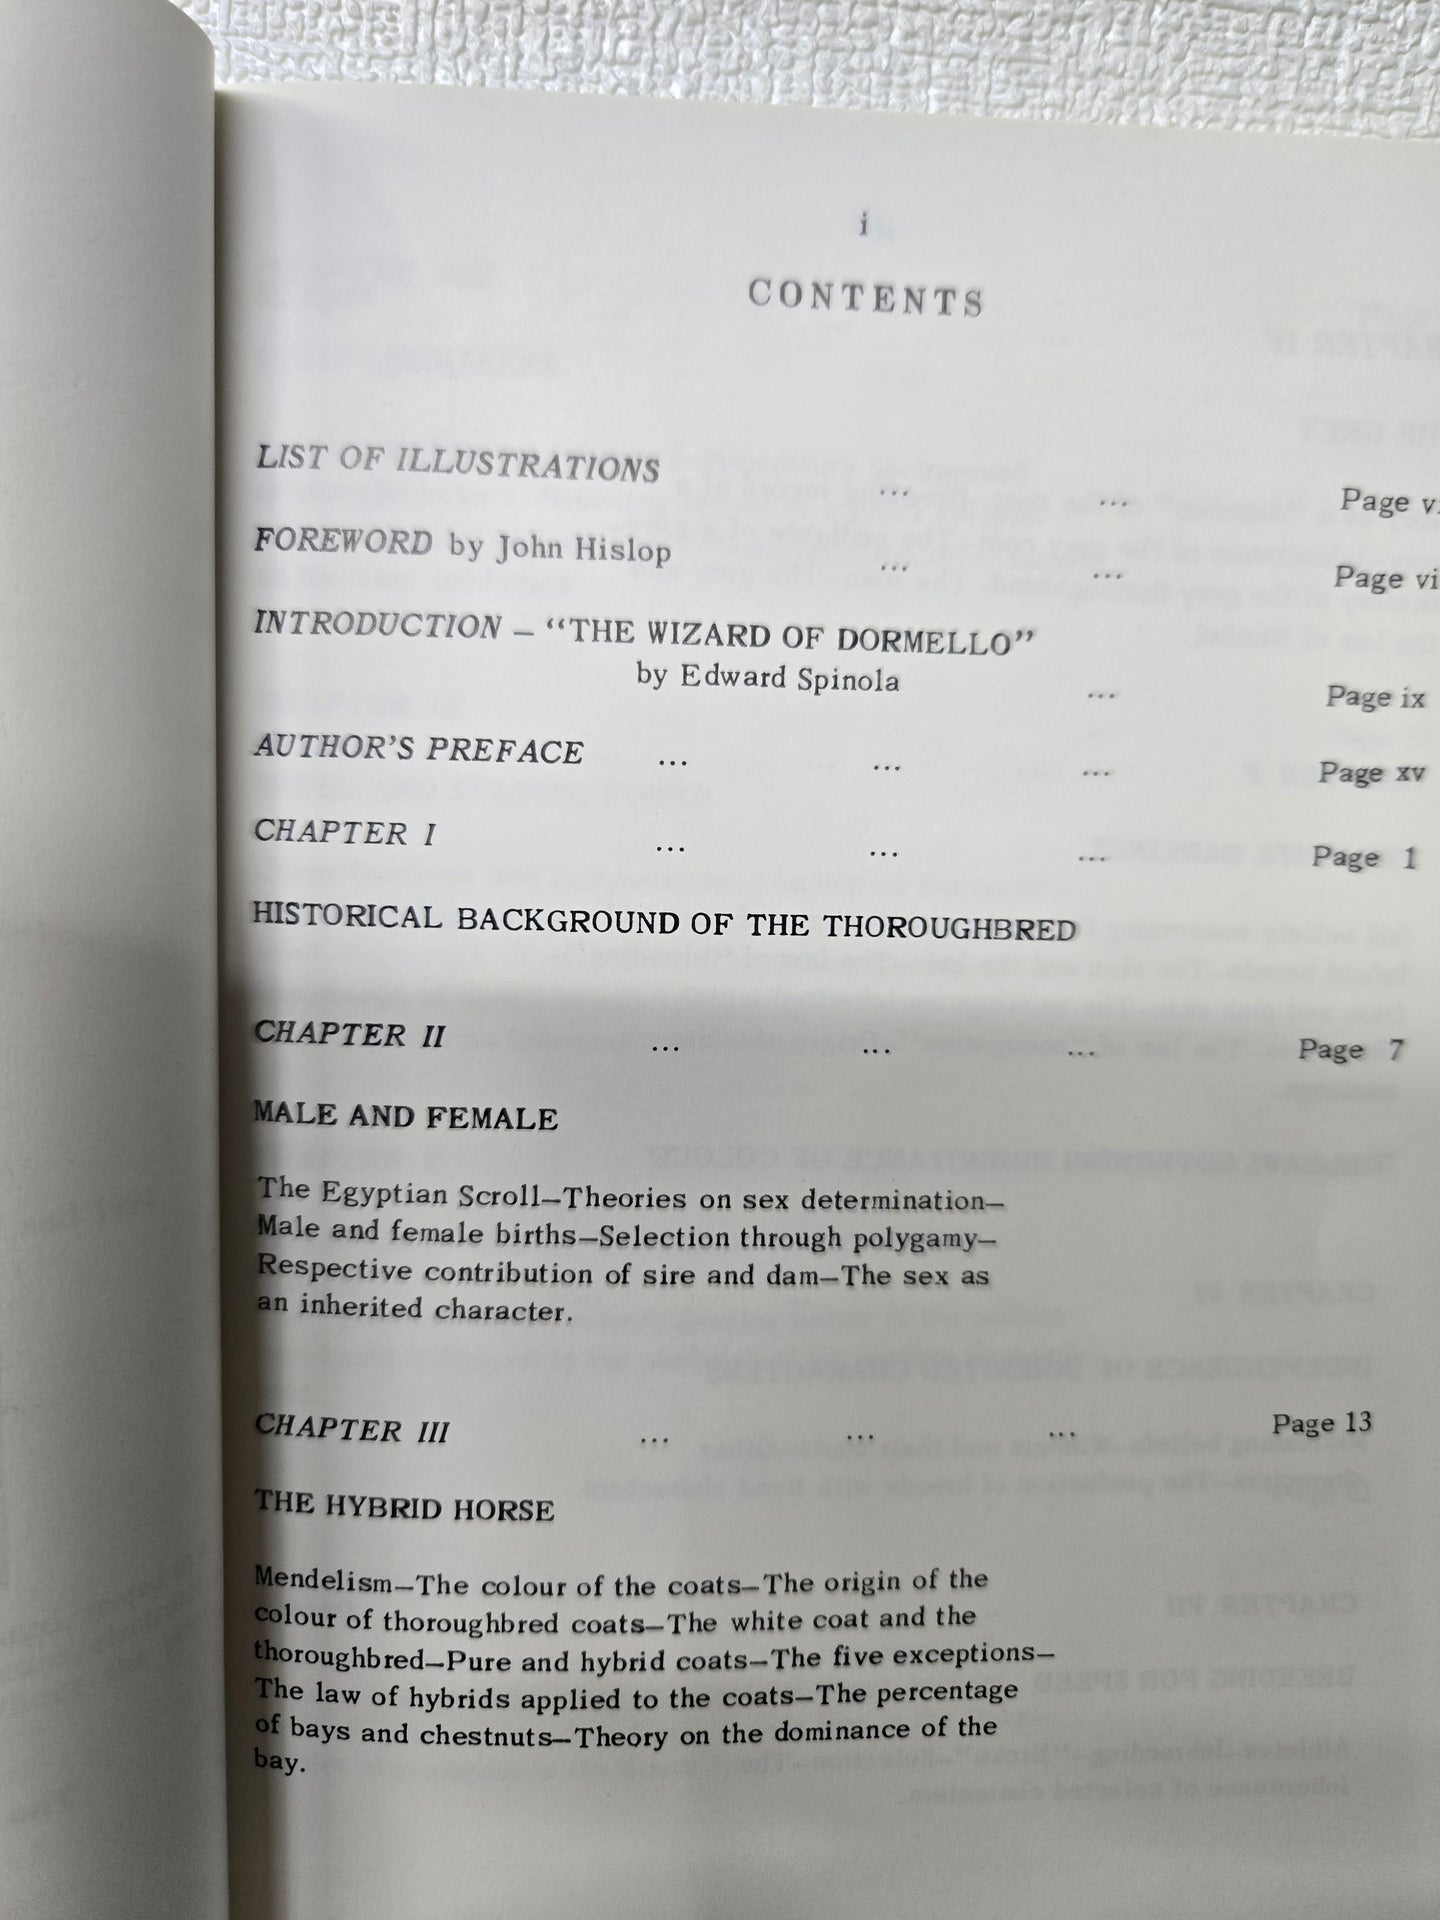 i
CONTENTS
LIST OF ILLUSTRATIONS ... ... Page
FOREWORD by John Hislop ... ... Page
INTRODUCTION – “THE WIZARD OF DORMELLO”
by Edward Spinola ... Page ix
AUTHOR’S PREFACE ... ... ... Page xv
CHAPTER I ... ... ... Page 1
HISTORICAL BACKGROUND OF THE THOROUGHBRED
CHAPTER II ... ... ... Page 7
MALE AND FEMALE
The Egyptian Scroll—Theories on sex determination—
Male and female births—Selection through polygamy—
Respective contribution of sire and dam—The sex as
an inherited character.
CHAPTER III ... ... ... Page 13
THE HYBRID HORSE
Mendelism—The colour of the coats—The origin of the
colour of thoroughbred coats—The white coat and the
thoroughbred—Pure and hybrid coats—The five exceptions—
The law of hybrids applied to the coats—The percentage
of bays and chestnuts—Theory on the dominance of the
bay.